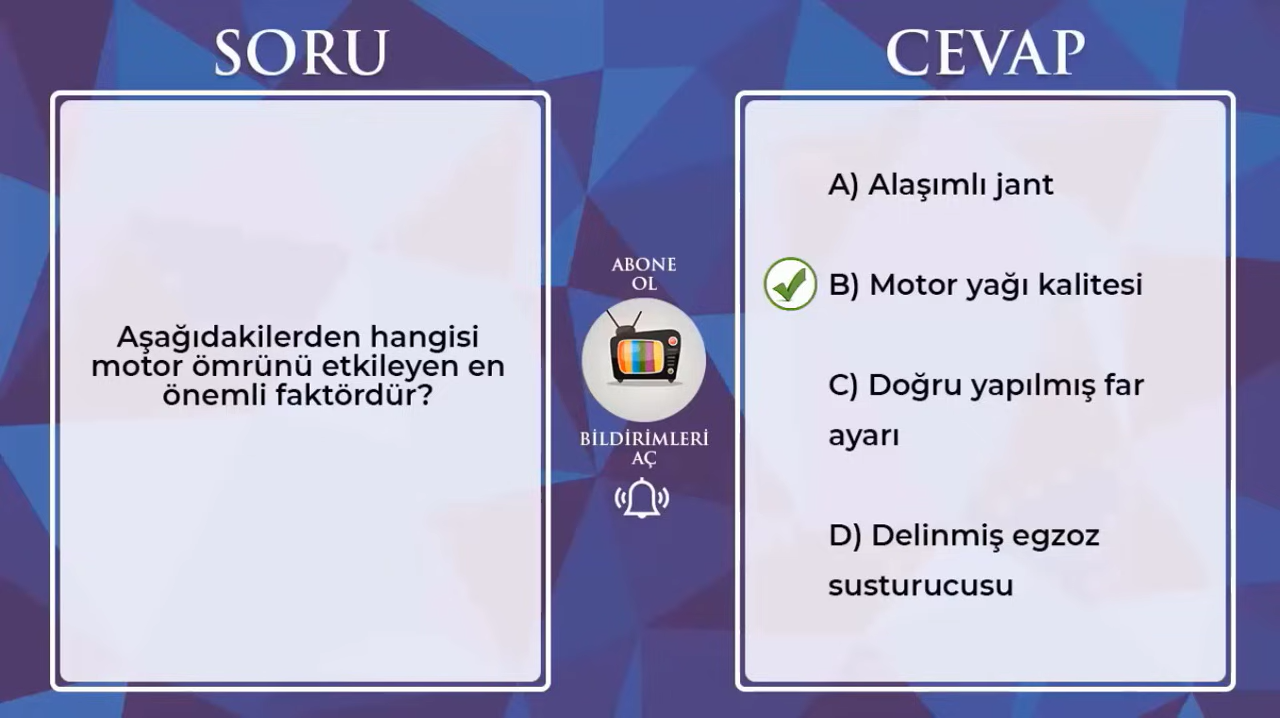 SORU
Aşağıdakilerden hangisi
motor ömrünü etkileyen en
önemli faktördür?
ABONE
OL
BİLDİRİMLERİ
AÇ
CEVAP
A) Alaşımlı jant
B) Motor yağı kalitesi
C) Doğru yapılmış far
ayarı
D) Delinmiş egzoz
susturucusu